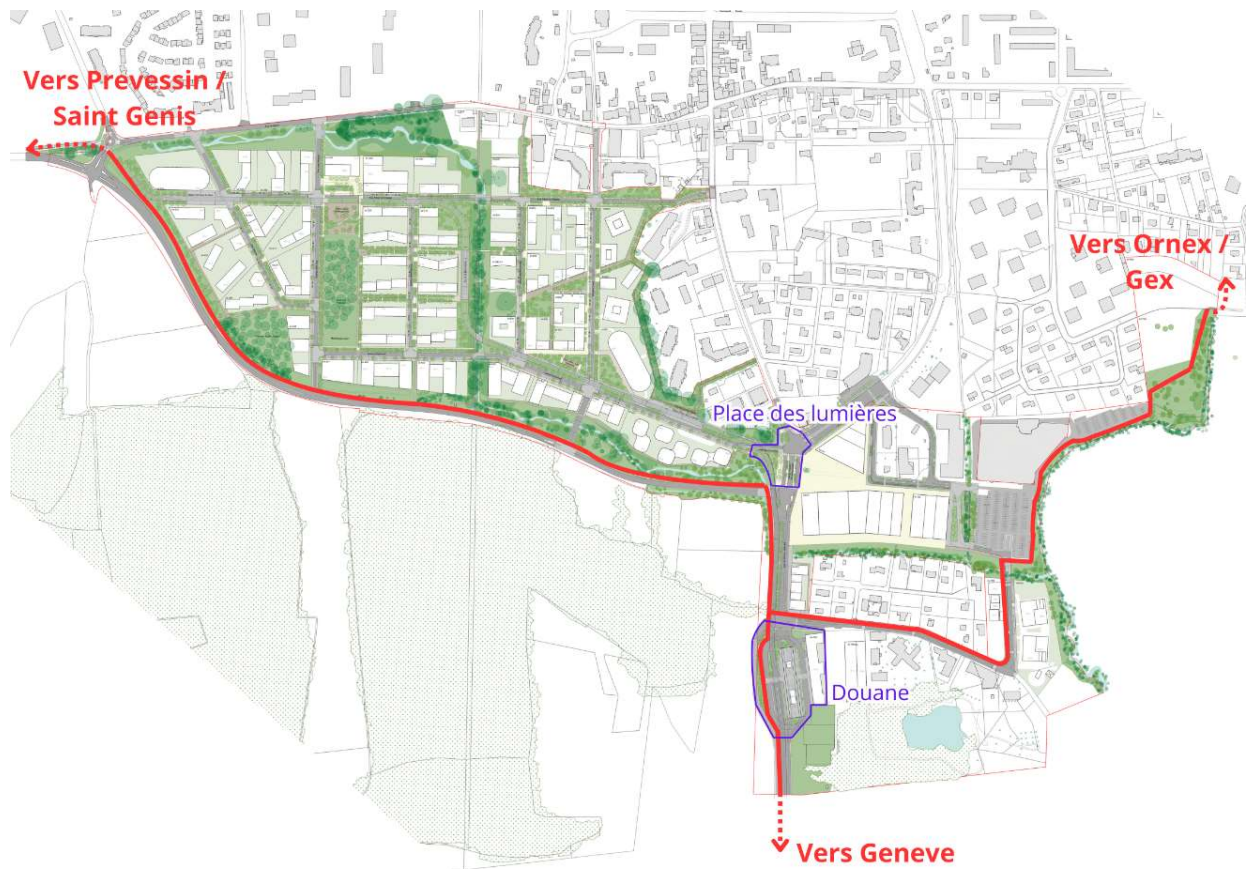 Vers Prevessin /
Saint Genis
Vers Ornex /
Gex
Place des lumières
Douane
Vers Geneve